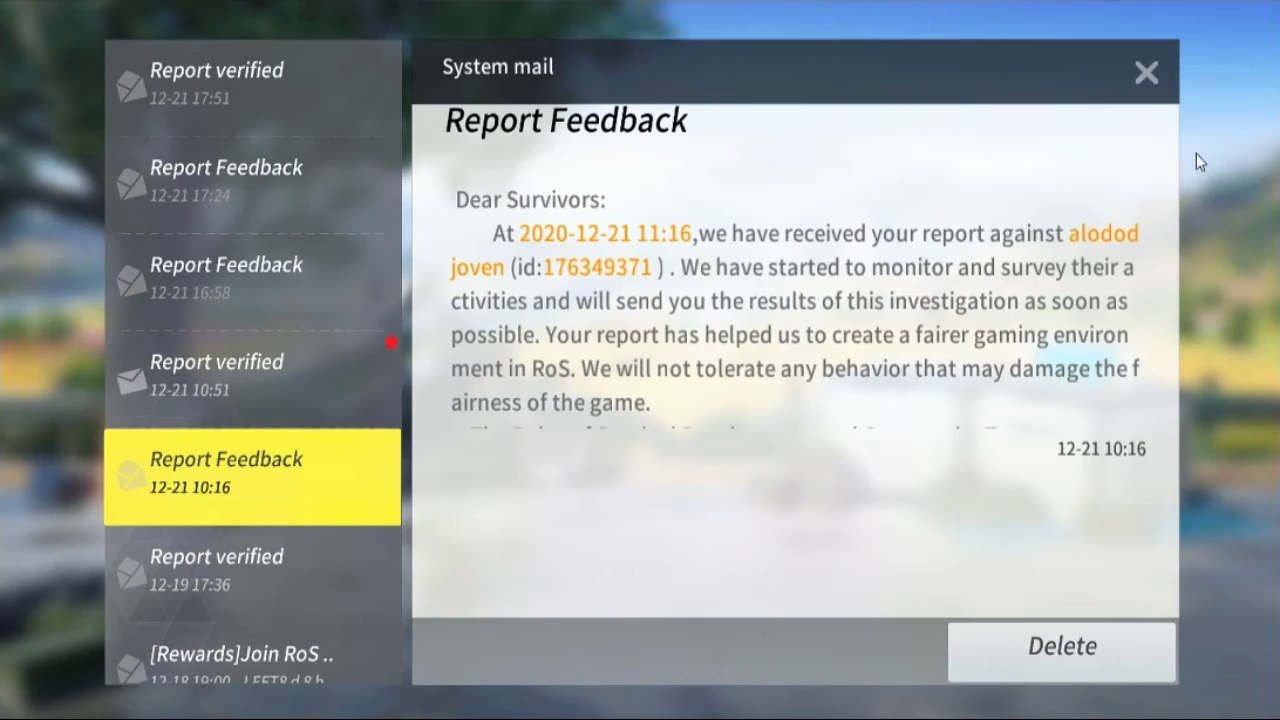 Report verified
12-21 17:51
Report Feedback
12-21 17:24
Report Feedback
12-21 16:58
Report verified
12-21 10:51
Report Feedback
12-21 10:16
Report verified
12-19 17:36
[Rewards]Join RoS ..
12-18 19:00
System mail
Report Feedback
Dear Survivors:
At 2020-12-21 11:16,we have received your report against alodod
joven (id:176349371 ) . We have started to monitor and survey their a
ctivities and will send you the results of this investigation as soon as
possible. Your report has helped us to create a fairer gaming environ
ment in RoS. We will not tolerate any behavior that may damage the f
airness of the game.
12-21 10:16
Delete